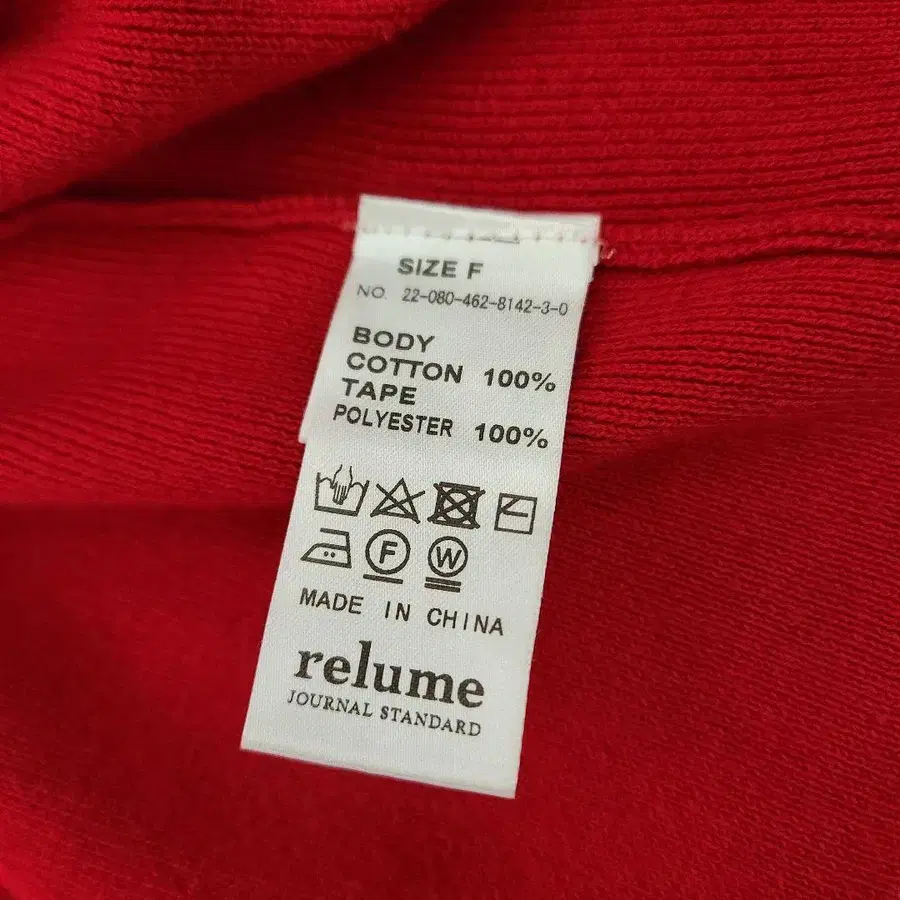 SIZE F
NO. 22-080-462-8142-3-0
BODY
COTTON 100%
TAPE
POLYESTER 100%
F W
MADE IN CHINA
relume
JOURNAL STANDARD